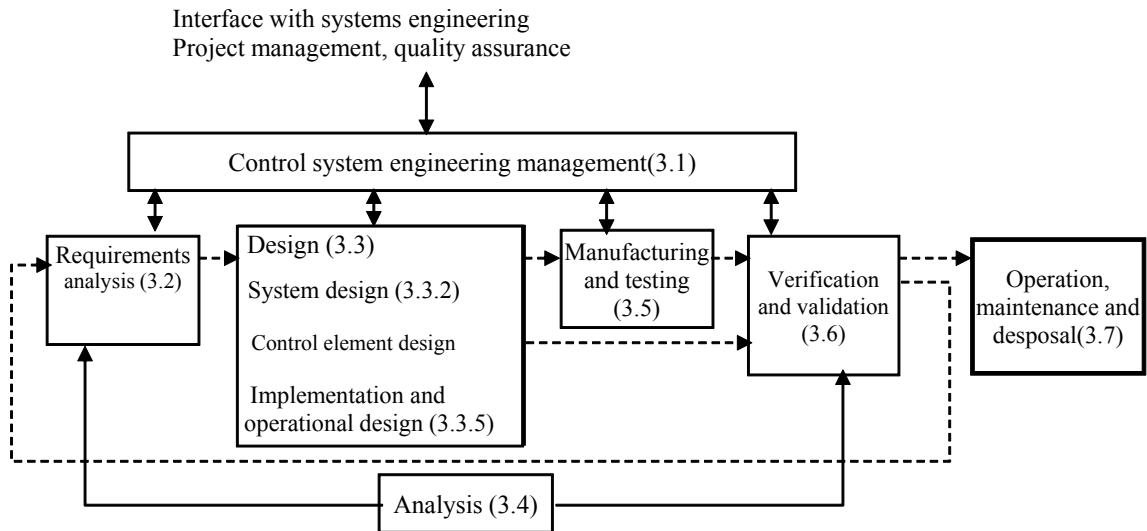 Interface with systems engineering
Project management, quality assurance
Control system engineering management(3.1)
Requirements
analysis (3.2)
Design (3.3)
System design (3.3.2)
Control element design
Implementation and
operational design (3.3.5)
Manufacturing
and testing
(3.5)
Verification
and validation
(3.6)
Operation,
maintenance and
desposal(3.7)
Analysis (3.4)